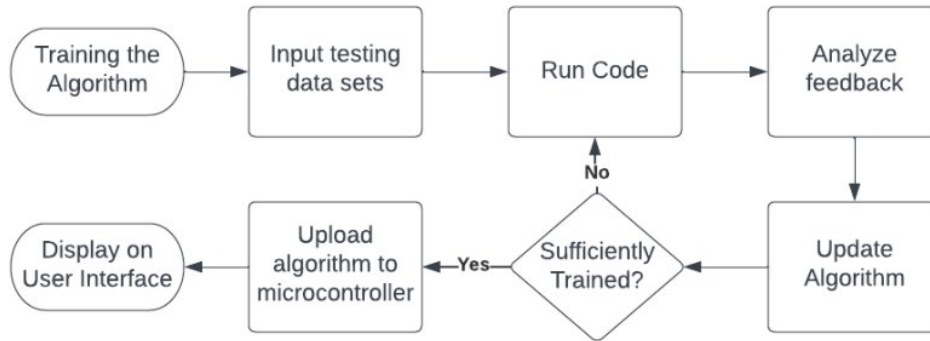 Training the
Algorithm
Input testing
data sets
Run Code
Analyze
feedback
No
Display on
User Interface
Upload
algorithm to
microcontroller
Yes
Sufficiently
Trained?
Update
Algorithm